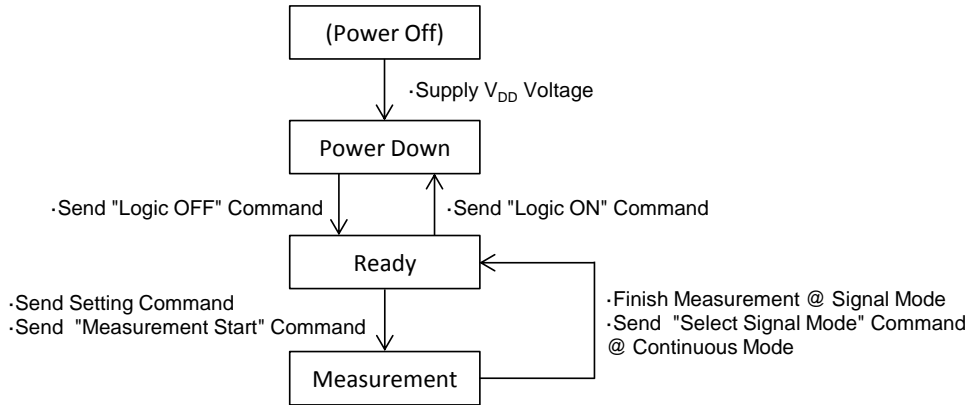 (Power Off)
·Supply VDD Voltage
Power Down
·Send "Logic OFF" Command
·Send "Logic ON" Command
Ready
·Send Setting Command
·Send "Measurement Start" Command
·Finish Measurement @ Signal Mode
·Send "Select Signal Mode" Command
@ Continuous Mode
Measurement